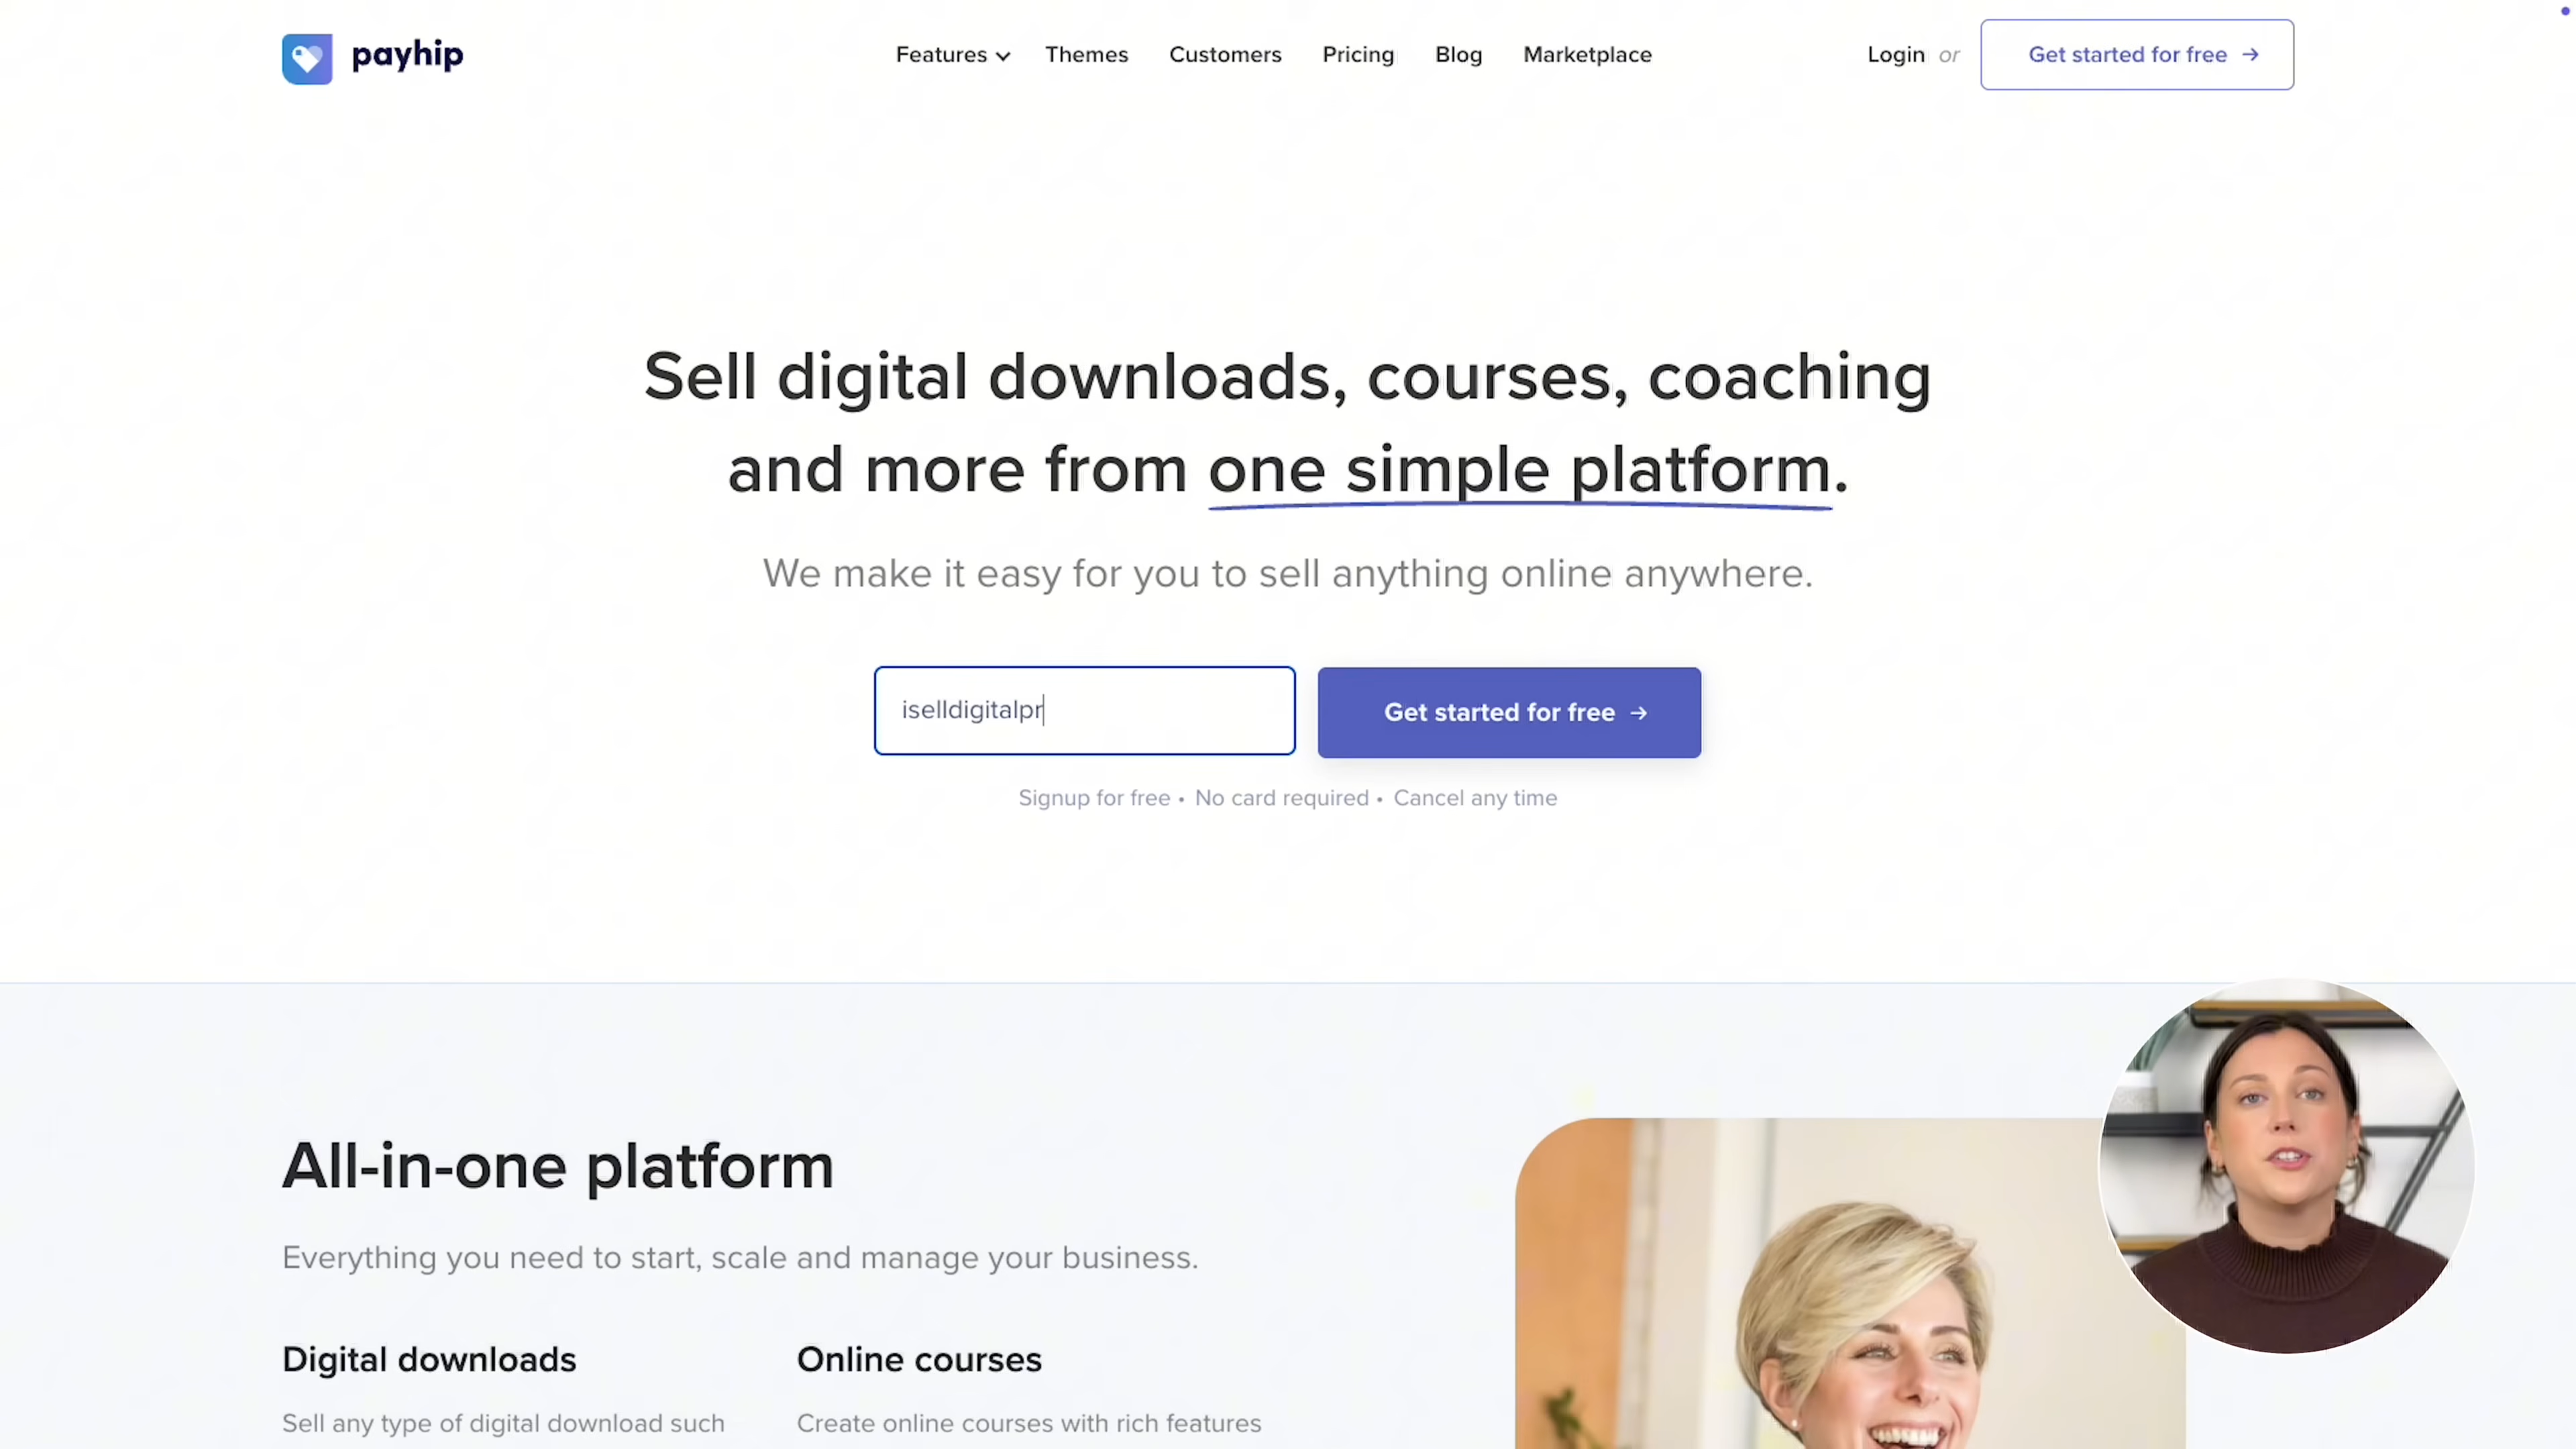 payhip
Features
Themes
Customers
Pricing
Blog
Marketplace
Login or
Get started for free →
Sell digital downloads, courses, coaching
and more from one simple platform.
We make it easy for you to sell anything online anywhere.
iselldigitalpr
Get started for free →
Signup for free • No card required • Cancel any time
All-in-one platform
Everything you need to start, scale and manage your business.
Digital downloads
Sell any type of digital download such
Online courses
Create online courses with rich features